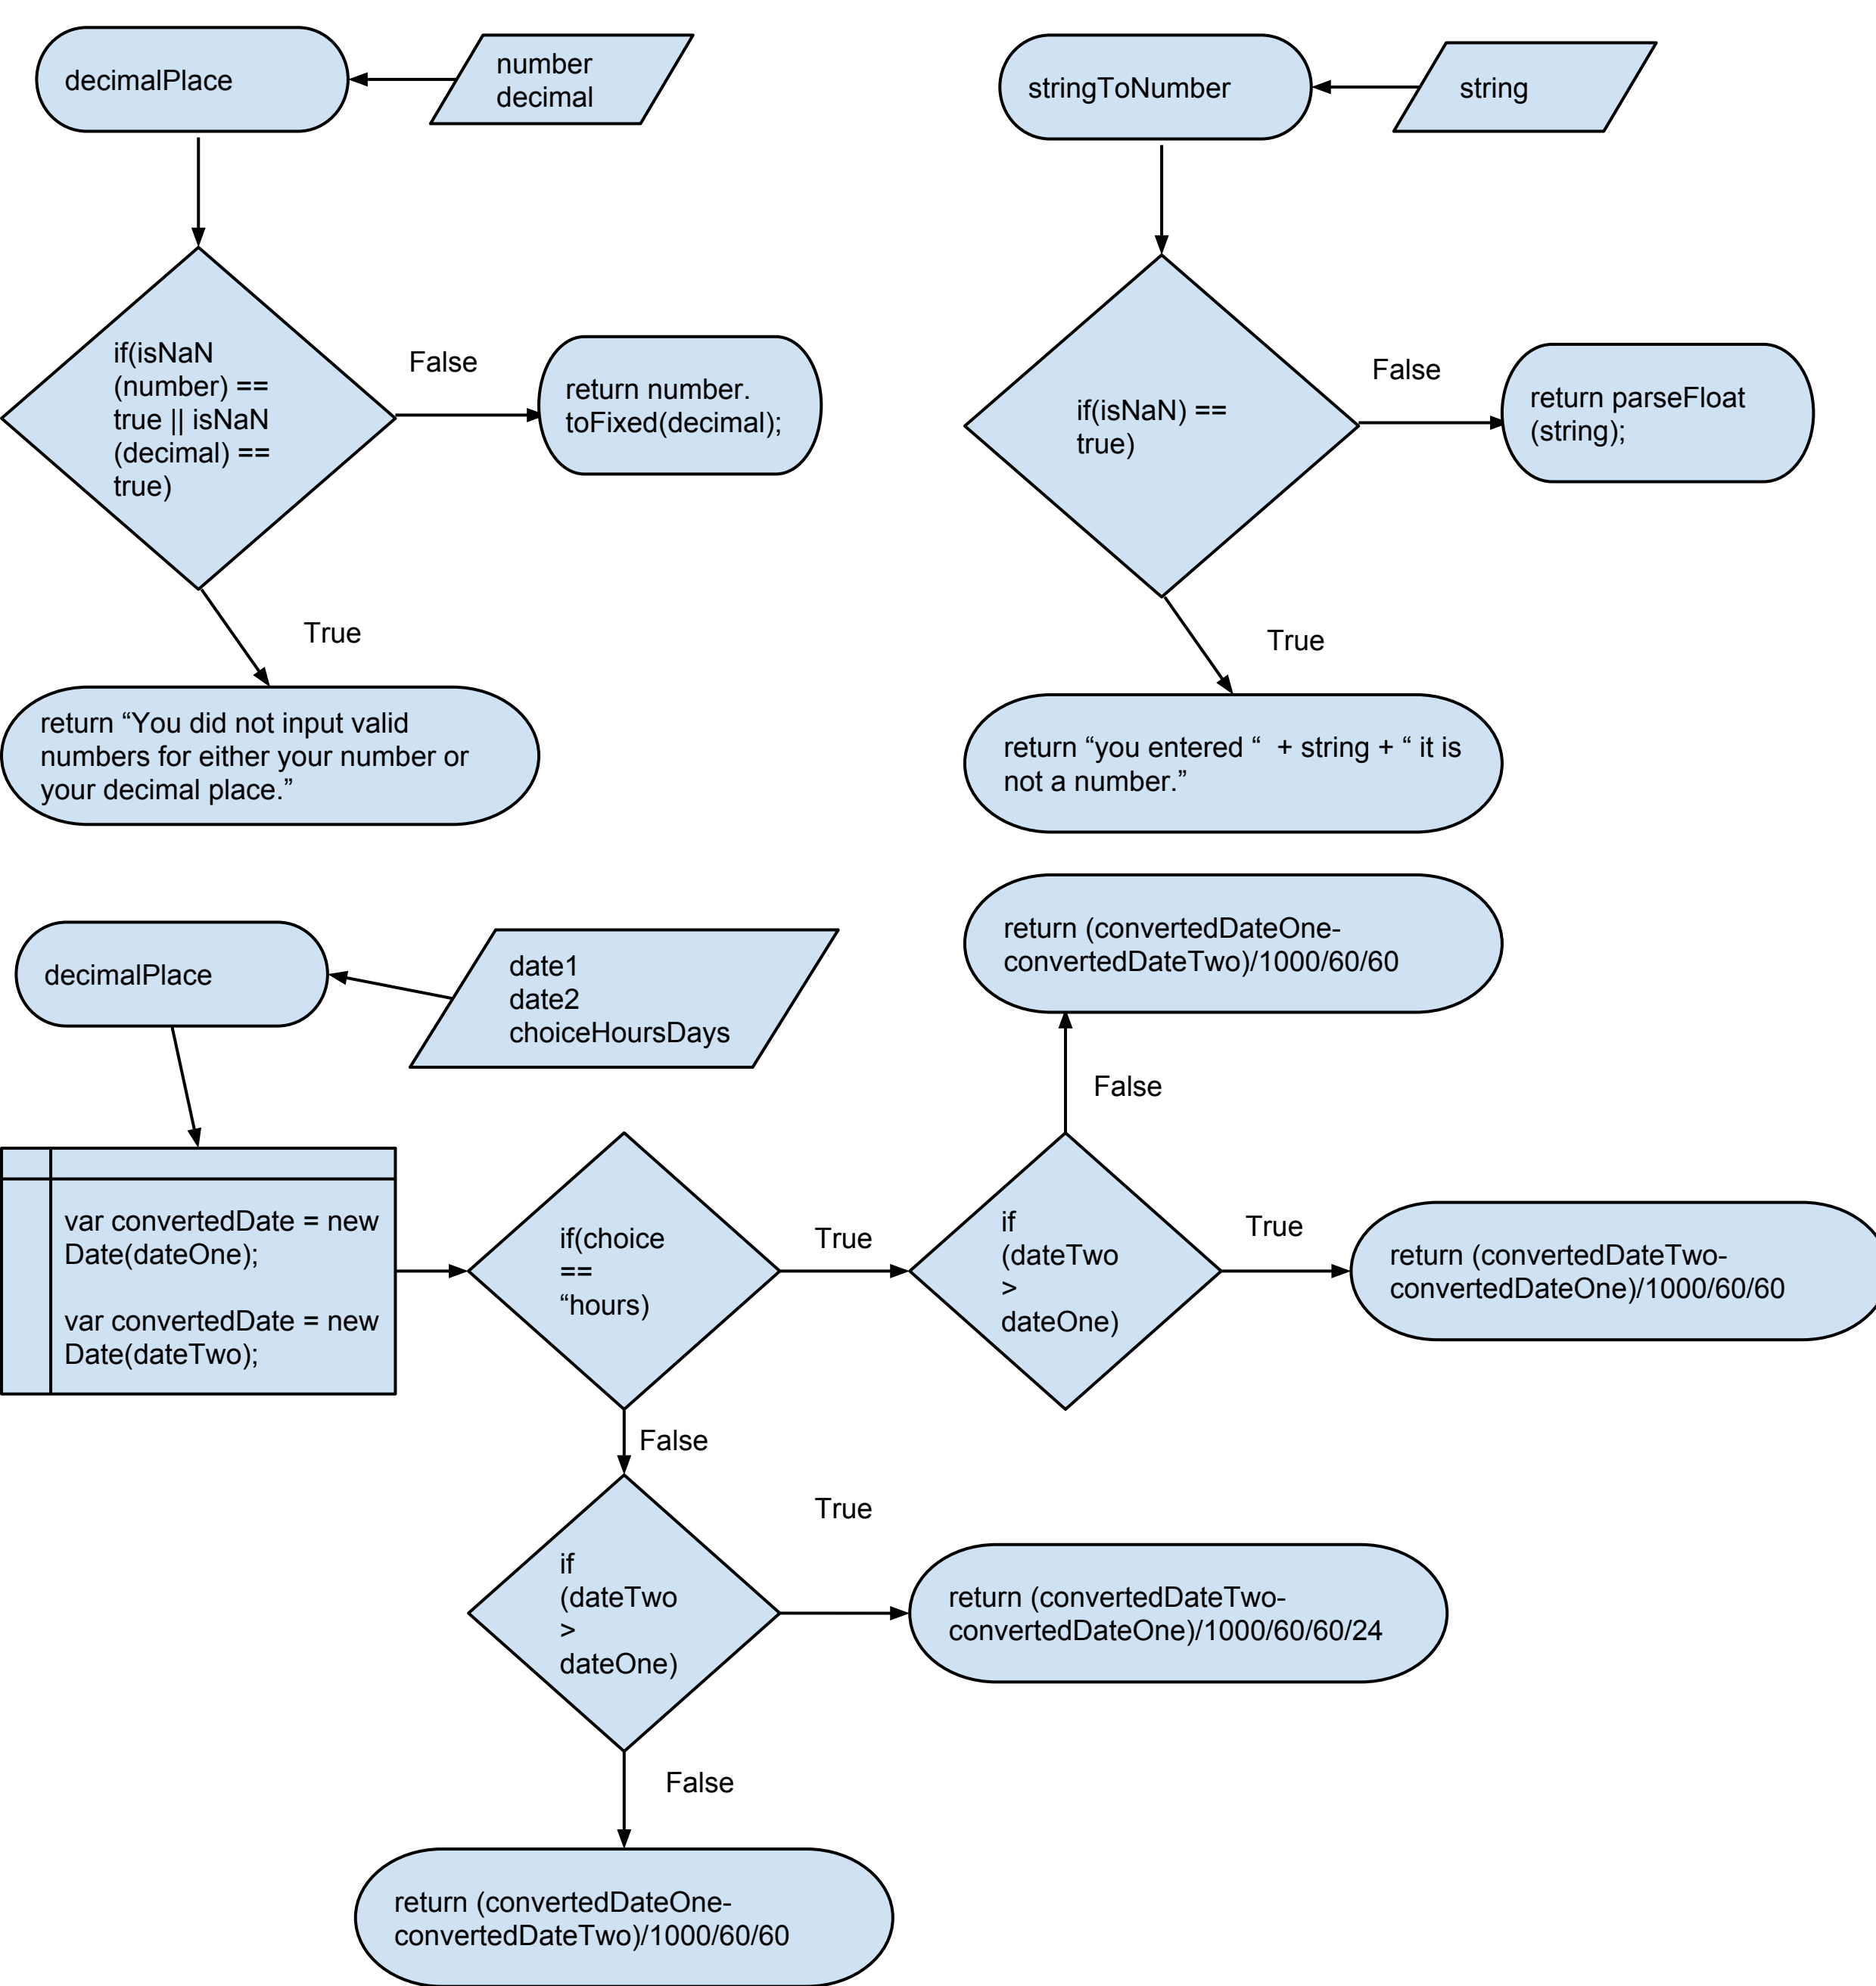 decimalPlace
number
decimal
if(isNaN
(number) ==
true || isNaN
(decimal) ==
true)
False
return number.
toFixed(decimal);
True
return “You did not input valid
numbers for either your number or
your decimal place.”
stringToNumber
string
if(isNaN) ==
true)
False
return parseFloat
(string);
True
return “you entered “  + string + “ it is
not a number.”
decimalPlace
date1
date2
choiceHoursDays
var convertedDate = new
Date(dateOne);
var convertedDate = new
Date(dateTwo);
if(choice
==
“hours)
True
if
(dateTwo
>
dateOne)
False
return (convertedDateOne-
convertedDateTwo)/1000/60/60
True
return (convertedDateTwo-
convertedDateOne)/1000/60/60
False
if
(dateTwo
>
dateOne)
True
return (convertedDateTwo-
convertedDateOne)/1000/60/60/24
False
return (convertedDateOne-
convertedDateTwo)/1000/60/60